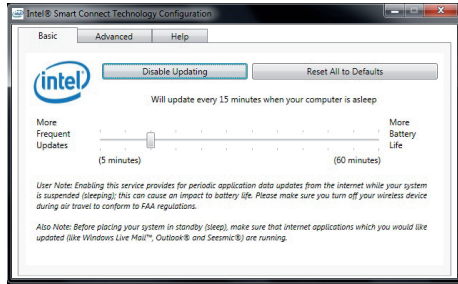 Intel® Smart Connect Technology Configuration
Basic Advanced Help
intel
Disable Updating Reset All to Defaults
Will update every 15 minutes when your computer is asleep
More Frequent Updates
More Battery Life
(5 minutes) (60 minutes)
User Note: Enabling this service provides for periodic application data updates from the internet while your system
is suspended (sleeping); this can cause an impact to battery life. Please make sure you turn off your wireless device
during air travel to conform to FAA regulations.
Also Note: Before placing your system in standby (sleep), make sure that internet applications which you would like
updated (like Windows Live Mail™, Outlook® and Seesmic®) are running.